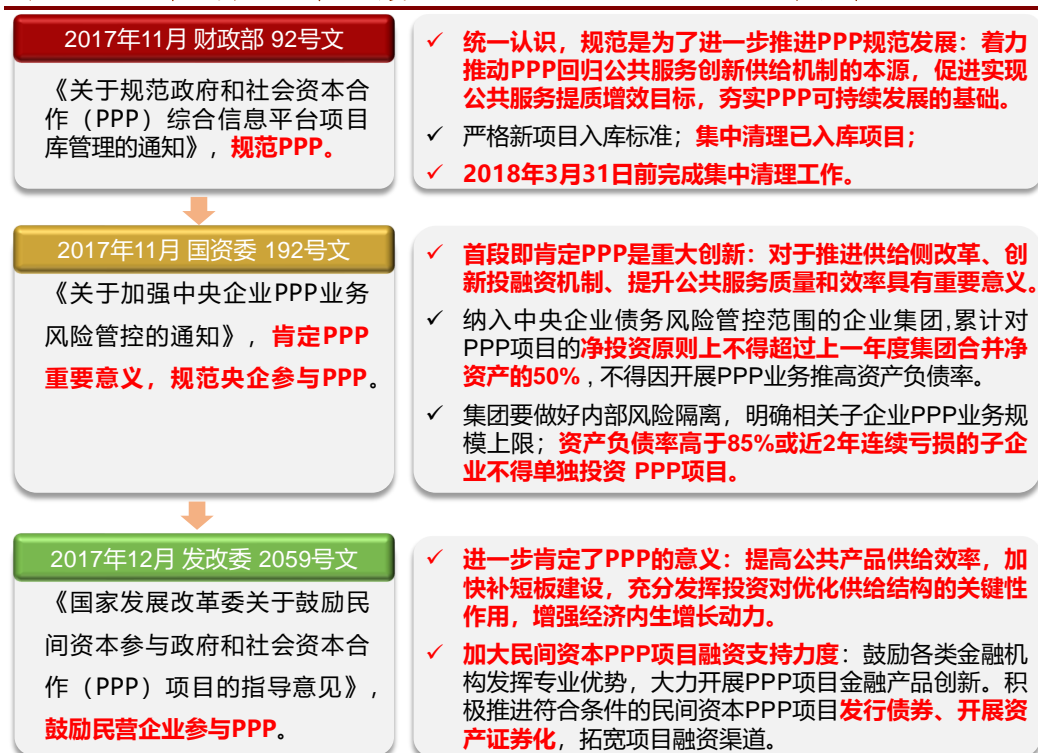 2017年11月 财政部 92号文
《关于规范政府和社会资本合
作（PPP）综合信息平台项目
库管理的通知》，规范PPP。
✓ 统一认识，规范是为了进一步推进PPP规范发展：着力
推动PPP回归公共服务创新供给机制的本源，促进实现
公共服务提质增效目标，夯实PPP可持续发展的基础。
✓ 严格新项目入库标准；集中清理已入库项目；
✓ 2018年3月31日前完成集中清理工作。
2017年11月 国资委 192号文
《关于加强中央企业PPP业务
风险管控的通知》，肯定PPP
重要意义，规范央企参与PPP。
✓ 首段即肯定PPP是重大创新：对于推进供给侧改革、创
新投融资机制、提升公共服务质量和效率具有重要意义。
✓ 纳入中央企业债务风险管控范围的企业集团,累计对
PPP项目的净投资原则上不得超过上一年度集团合并净
资产的50% , 不得因开展PPP业务推高资产负债率。
✓ 集团要做好内部风险隔离，明确相关子企业PPP业务规
模上限；资产负债率高于85%或近2年连续亏损的子企
业不得单独投资 PPP项目。
2017年12月 发改委 2059号文
《国家发展改革委关于鼓励民
间资本参与政府和社会资本合
作（PPP）项目的指导意见》，
鼓励民营企业参与PPP。
✓ 进一步肯定了PPP的意义：提高公共产品供给效率，加
快补短板建设，充分发挥投资对优化供给结构的关键性
作用，增强经济内生增长动力。
✓ 加大民间资本PPP项目融资支持力度：鼓励各类金融机
构发挥专业优势，大力开展PPP项目金融产品创新。积
极推进符合条件的民间资本PPP项目发行债券、开展资
产证券化，拓宽项目融资渠道。